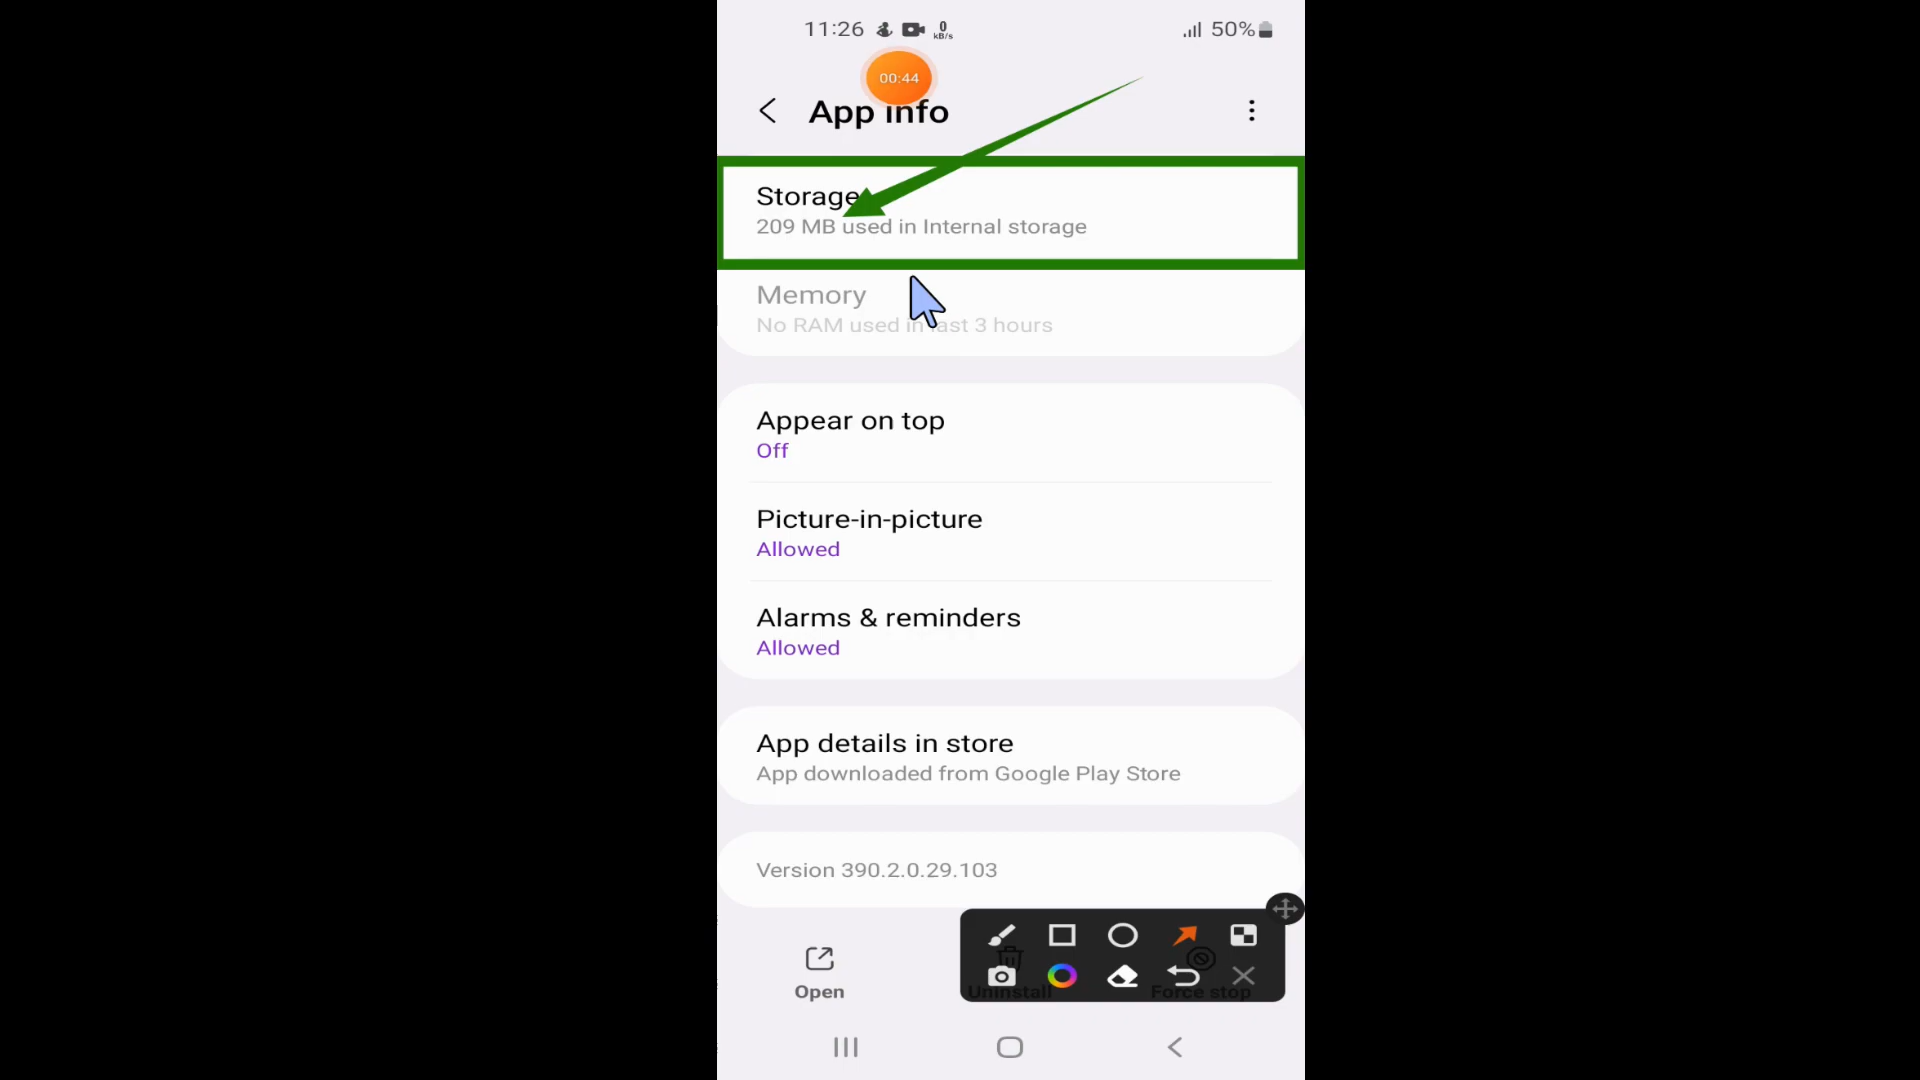 11:26 0 kB/s 50%
00:44
App info
Storage
209 MB used in Internal storage
Memory
No RAM used in last 3 hours
Appear on top
Off
Picture-in-picture
Allowed
Alarms & reminders
Allowed
App details in store
App downloaded from Google Play Store
Version 390.2.0.29.103
Open Uninstall Force stop